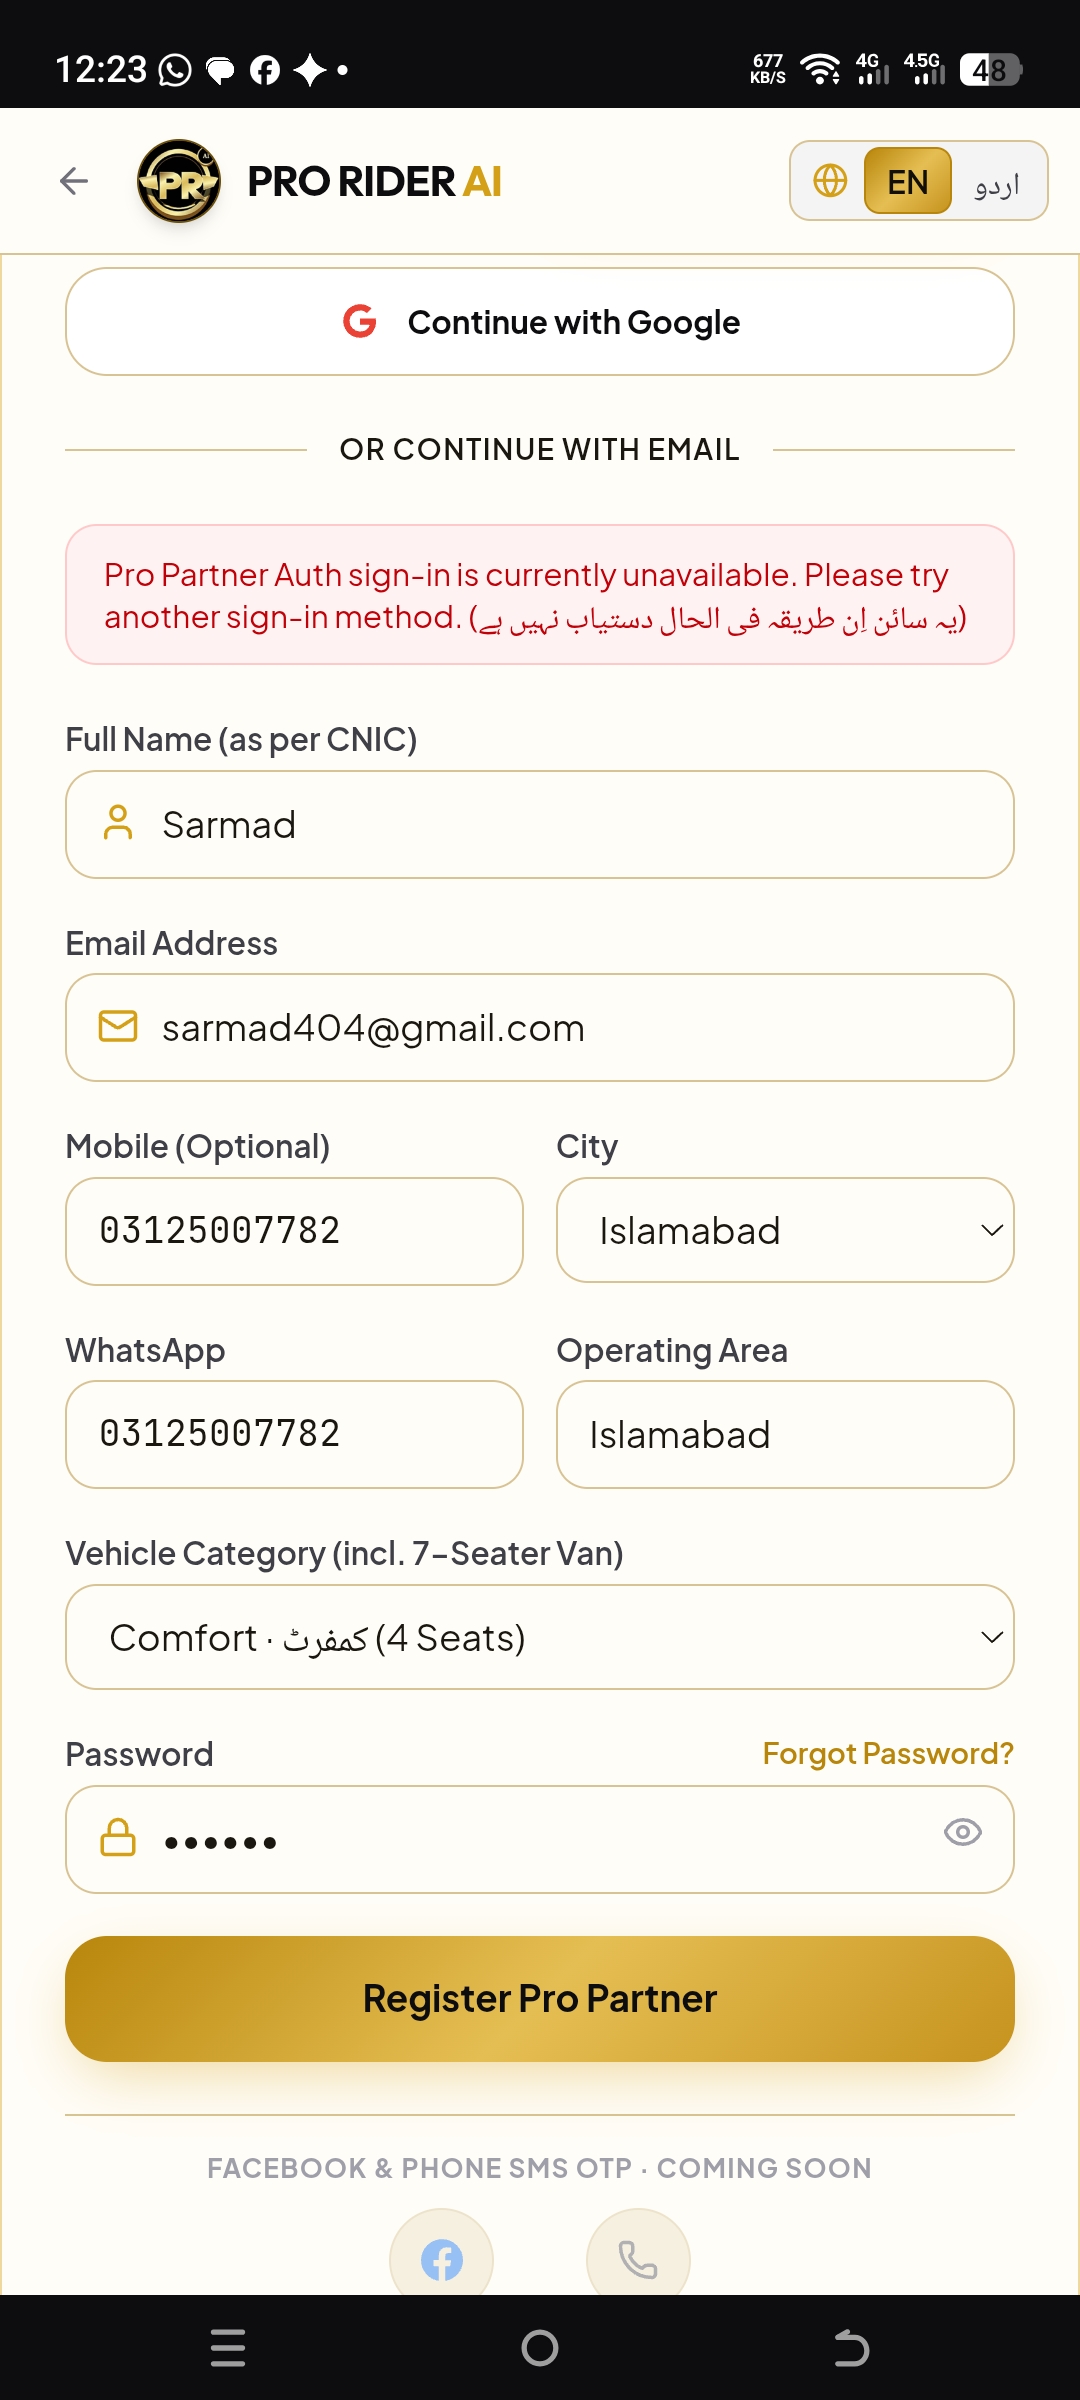 12:23
677 KB/S 4G 4.5G 48
PRO RIDER AI
EN اردو
Continue with Google
OR CONTINUE WITH EMAIL
Pro Partner Auth sign-in is currently unavailable. Please try
another sign-in method. (یہ سائن اِن طریقہ فی الحال دستیاب نہیں ہے)
Full Name (as per CNIC)
Sarmad
Email Address
sarmad404@gmail.com
Mobile (Optional) City
03125007782 Islamabad
WhatsApp Operating Area
03125007782 Islamabad
Vehicle Category (incl. 7-Seater Van)
Comfort · کمفرٹ (4 Seats)
Password Forgot Password?
Register Pro Partner
FACEBOOK & PHONE SMS OTP · COMING SOON